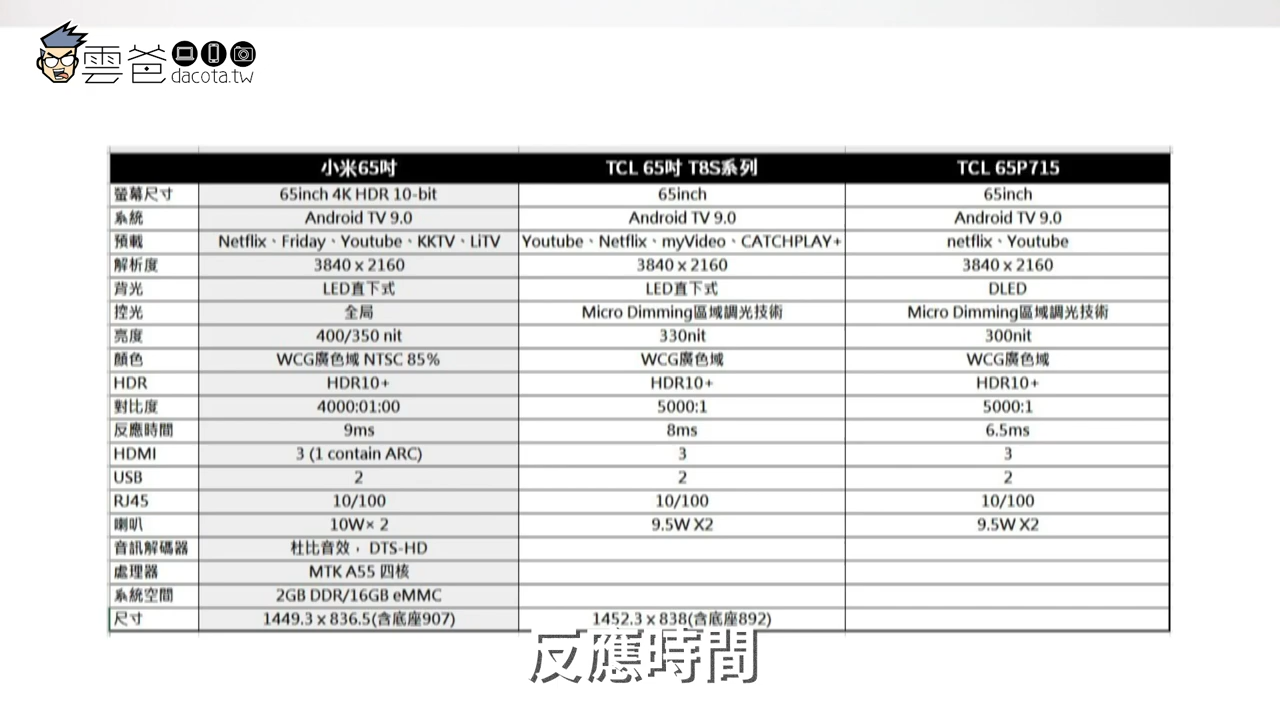 雲爸
dacota.tw
小米65吋 TCL 65吋 T8S系列 TCL 65P715
螢幕尺寸 65inch 4K HDR 10-bit 65inch 65inch
系統 Android TV 9.0 Android TV 9.0 Android TV 9.0
預載 Netflix、Friday、Youtube、KKTV、LiTV Youtube、Netflix、myVideo、CATCHPLAY+ netflix、Youtube
解析度 3840 x 2160 3840 x 2160 3840 x 2160
背光 LED直下式 LED直下式 DLED
控光 全局 Micro Dimming區域調光技術 Micro Dimming區域調光技術
亮度 400/350 nit 330nit 300nit
顏色 WCG廣色域 NTSC 85% WCG廣色域 WCG廣色域
HDR HDR10+ HDR10+ HDR10+
對比度 4000:01:00 5000:1 5000:1
反應時間 9ms 8ms 6.5ms
HDMI 3 (1 contain ARC) 3 3
USB 2 2 2
RJ45 10/100 10/100 10/100
喇叭 10W× 2 9.5W X2 9.5W X2
音訊解碼器 杜比音效， DTS-HD
處理器 MTK A55 四核
系統空間 2GB DDR/16GB eMMC
尺寸 1449.3 x 836.5(含底座907) 1452.3 x 838(含底座892)
反應時間